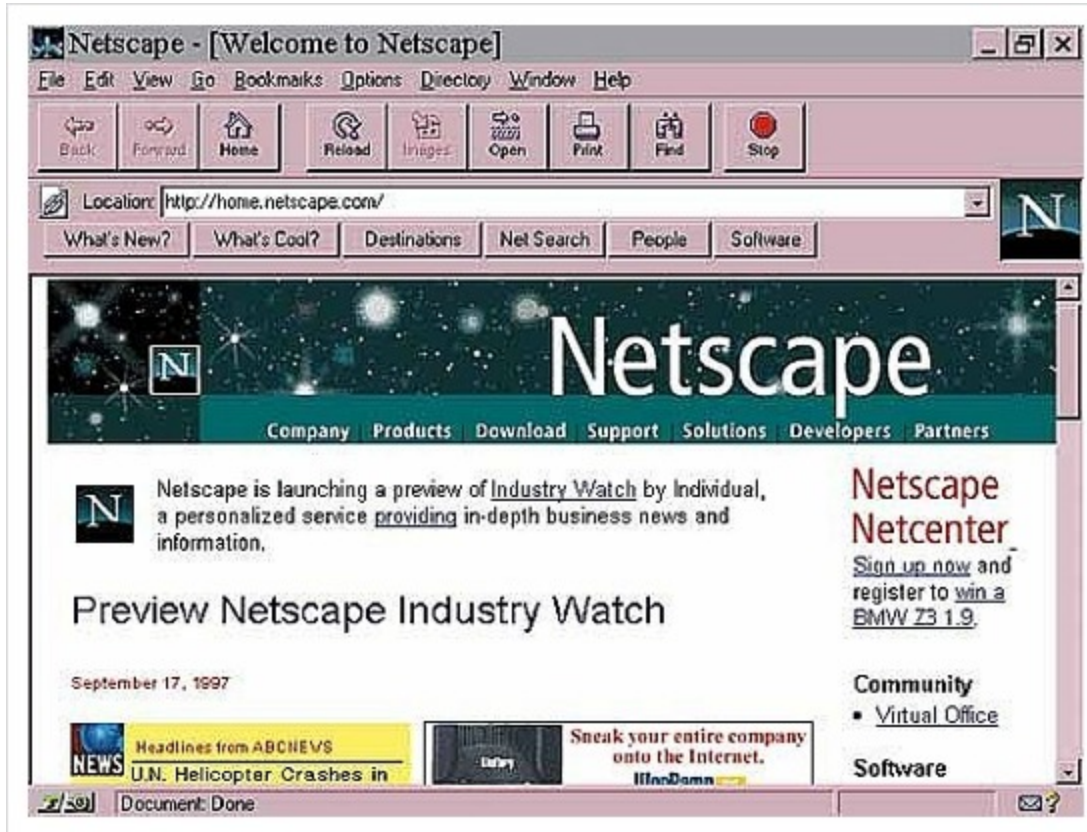 Netscape - [Welcome to Netscape]
File Edit View Go Bookmarks Options Directory Window Help
Back Forward Home Reload Images Open Print Find Stop
Location: http://home.netscape.com/
N
What's New? What's Cool? Destinations Net Search People Software
N Netscape
Company Products Download Support Solutions Developers Partners
N
Netscape is launching a preview of Industry Watch by Individual,
a personalized service providing in-depth business news and
information.
Preview Netscape Industry Watch
September 17, 1997
NEWS
Headlines from ABCNEWS
U.N. Helicopter Crashes in
Sneak your entire company
onto the Internet.
Netscape
Netcenter
Sign up now and
register to win a
BMW Z3 1.9.
Community
• Virtual Office
Software
Document: Done